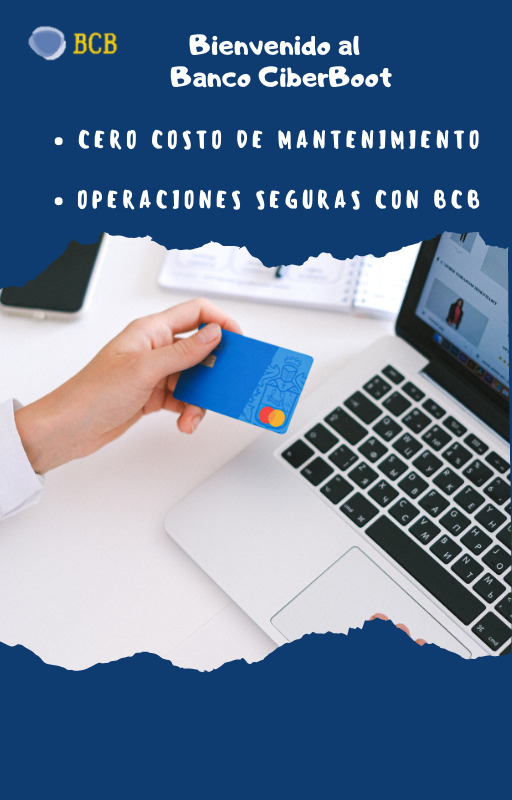 BCB
Bienvenido al
Banco CiberBoot
• CERO COSTO DE MANTENIMIENTO
• OPERACIONES SEGURAS CON BCB